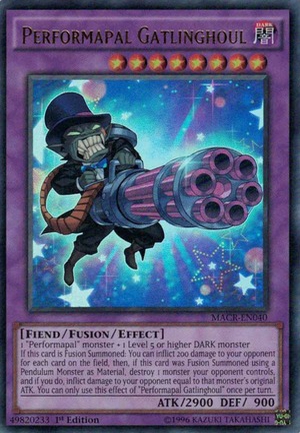 PERFORMAPAL GATLINGHOUL
DARK
MACR-EN040
[FIEND/FUSION/EFFECT]
1 "Performapal" monster + 1 Level 5 or higher DARK monster
If this card is Fusion Summoned: You can inflict 200 damage to your opponent
for each card on the field, then, if this card was Fusion Summoned using a
Pendulum Monster as Material, destroy 1 monster your opponent controls,
and if you do, inflict damage to your opponent equal to that monster's original
ATK. You can only use this effect of "Performapal Gatlinghoul" once per turn.
ATK/2900 DEF/ 900
49820233 1st Edition ©1996 KAZUKI TAKAHASHI